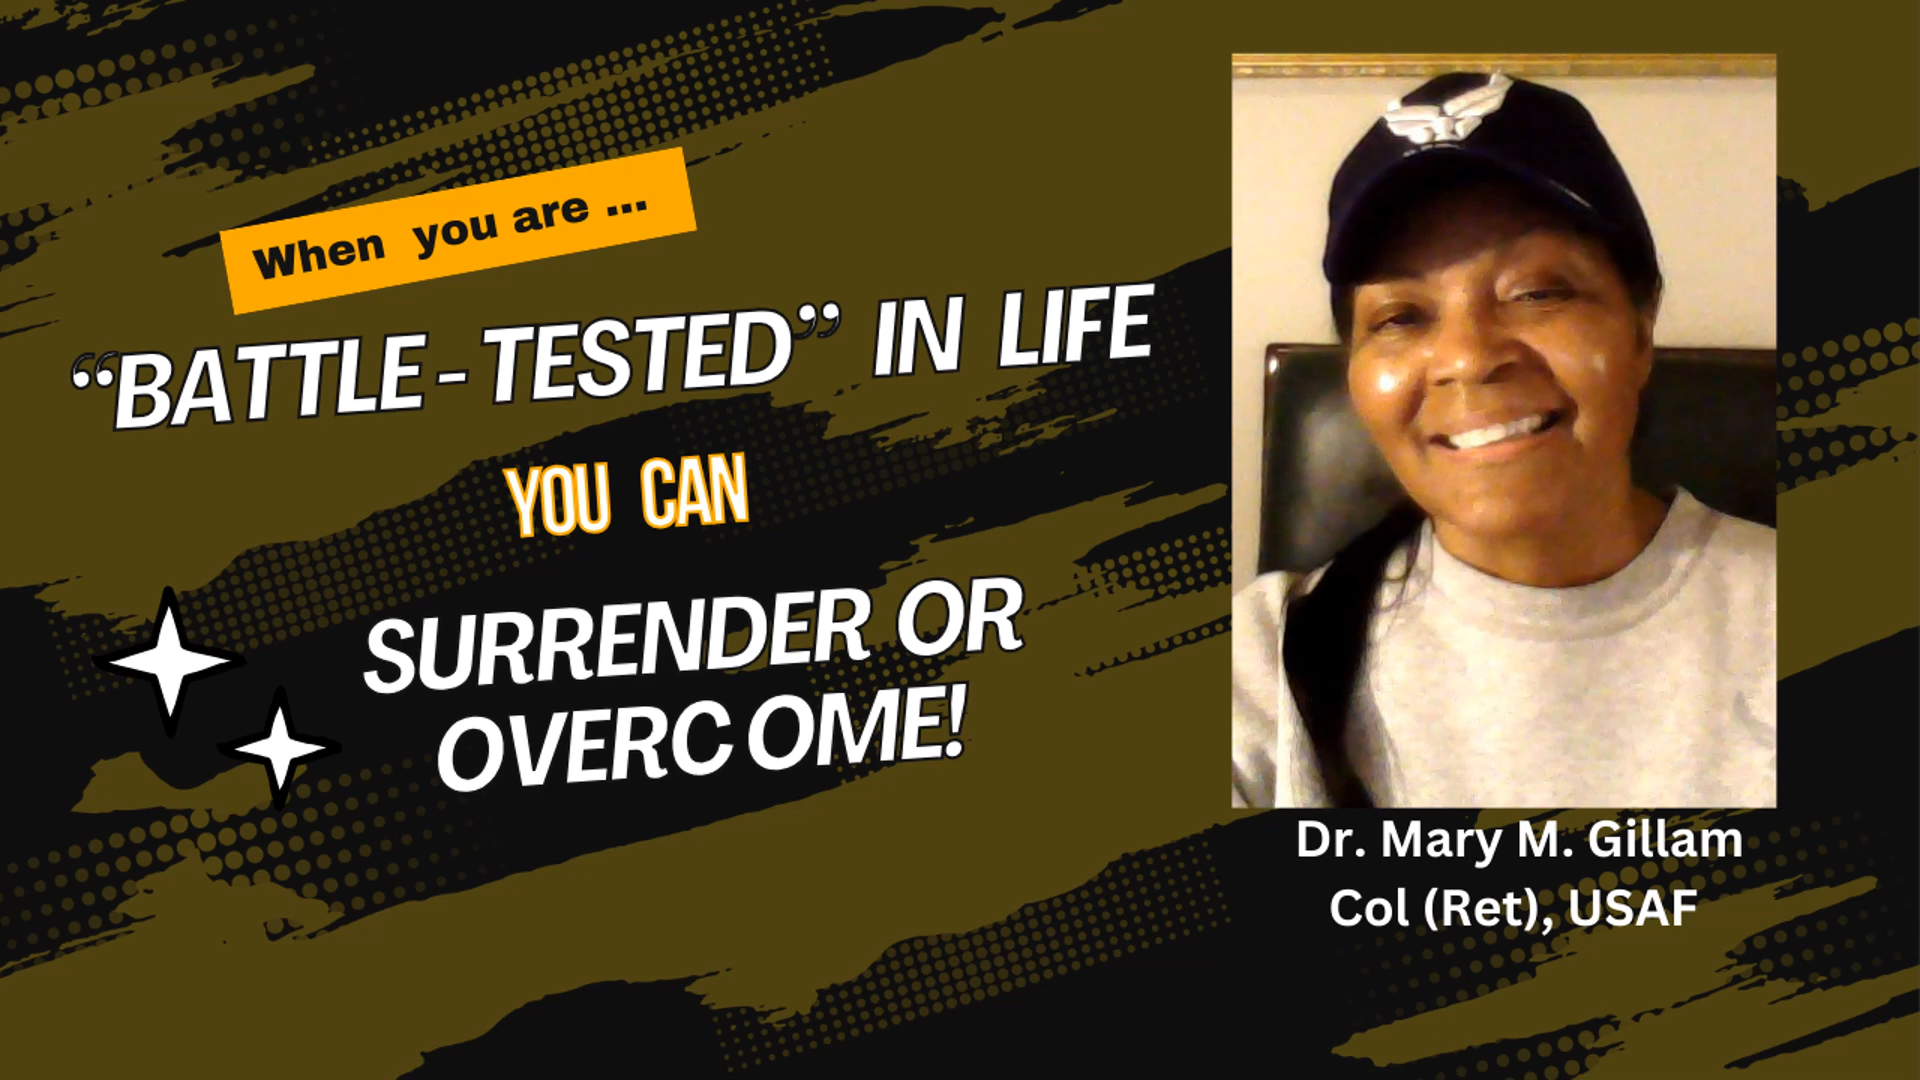 When you are ...
“BATTLE - TESTED” IN LIFE
YOU CAN
SURRENDER OR
OVERCOME!
Dr. Mary M. Gillam
Col (Ret), USAF